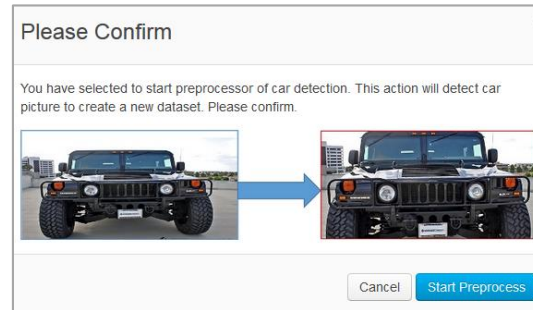 Please Confirm
You have selected to start preprocessor of car detection. This action will detect car
picture to create a new dataset. Please confirm.
Cancel
Start Preprocess